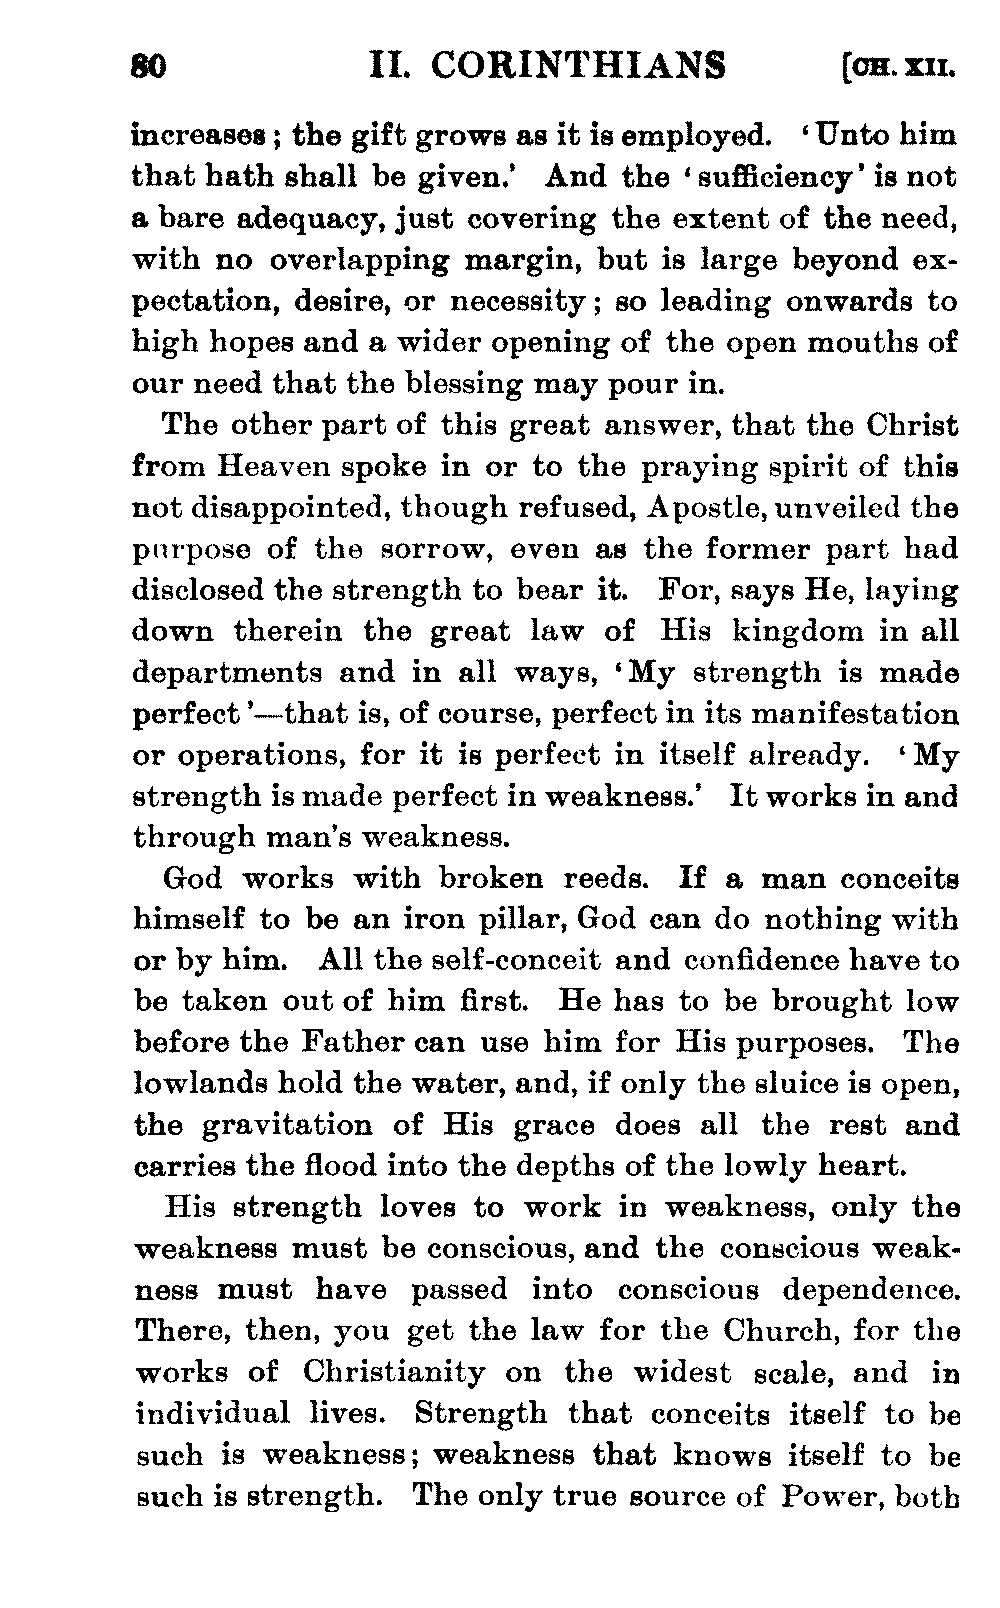 80 II. CORINTHIANS [CH. XII.
increases; the gift grows as it is employed. ‘Unto him
that hath shall be given.’ And the ‘sufficiency’ is not
a bare adequacy, just covering the extent of the need,
with no overlapping margin, but is large beyond ex-
pectation, desire, or necessity; so leading onwards to
high hopes and a wider opening of the open mouths of
our need that the blessing may pour in.
The other part of this great answer, that the Christ
from Heaven spoke in or to the praying spirit of this
not disappointed, though refused, Apostle, unveiled the
purpose of the sorrow, even as the former part had
disclosed the strength to bear it. For, says He, laying
down therein the great law of His kingdom in all
departments and in all ways, ‘My strength is made
perfect’—that is, of course, perfect in its manifestation
or operations, for it is perfect in itself already. ‘My
strength is made perfect in weakness.’ It works in and
through man's weakness.
God works with broken reeds. If a man conceits
himself to be an iron pillar, God can do nothing with
or by him. All the self-conceit and confidence have to
be taken out of him first. He has to be brought low
before the Father can use him for His purposes. The
lowlands hold the water, and, if only the sluice is open,
the gravitation of His grace does all the rest and
carries the flood into the depths of the lowly heart.
His strength loves to work in weakness, only the
weakness must be conscious, and the conscious weak-
ness must have passed into conscious dependence.
There, then, you get the law for the Church, for the
works of Christianity on the widest scale, and in
individual lives. Strength that conceits itself to be
such is weakness; weakness that knows itself to be
such is strength. The only true source of Power, both